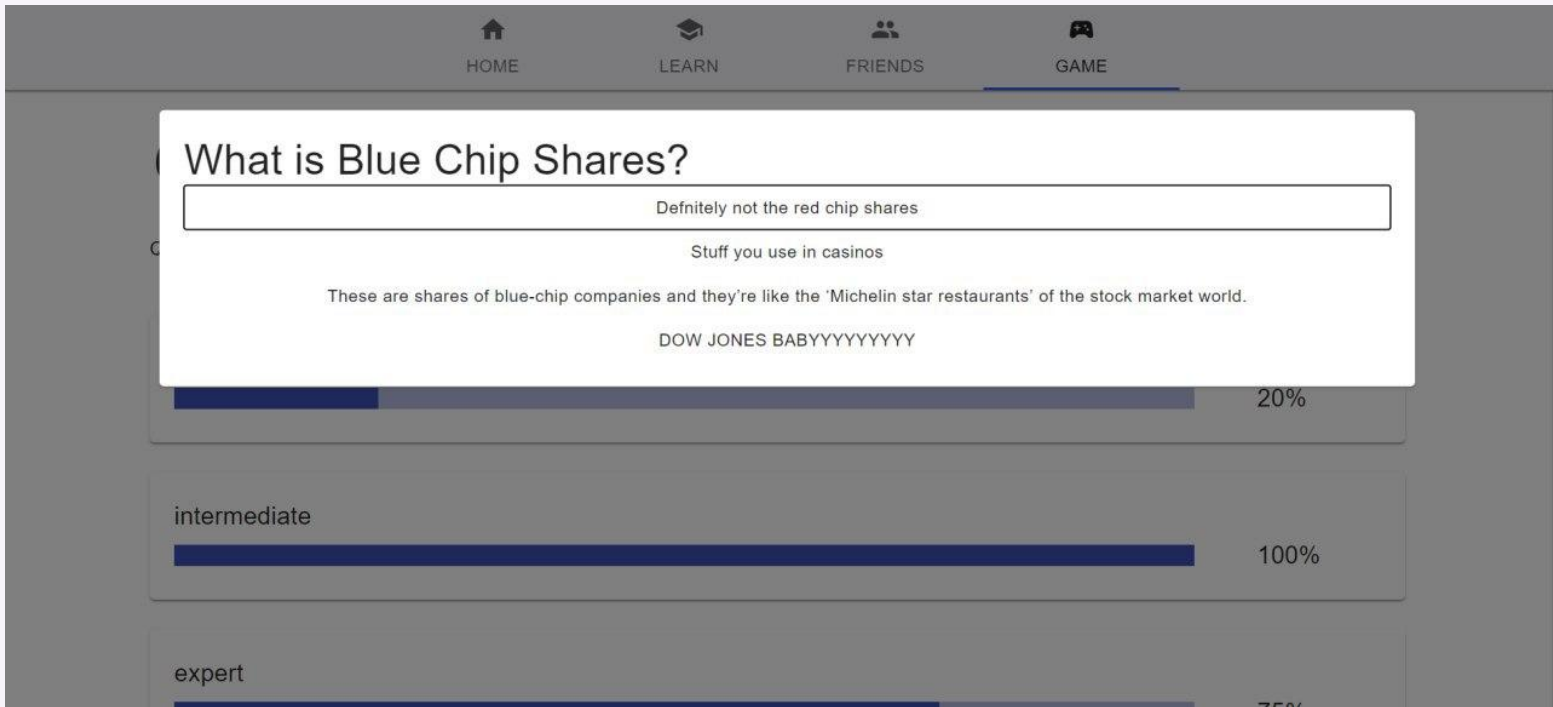 HOME
LEARN
FRIENDS
GAME
What is Blue Chip Shares?
Defnitely not the red chip shares
Stuff you use in casinos
These are shares of blue-chip companies and they’re like the ‘Michelin star restaurants’ of the stock market world.
DOW JONES BABYYYYYYYYY
20%
intermediate
100%
expert
75%